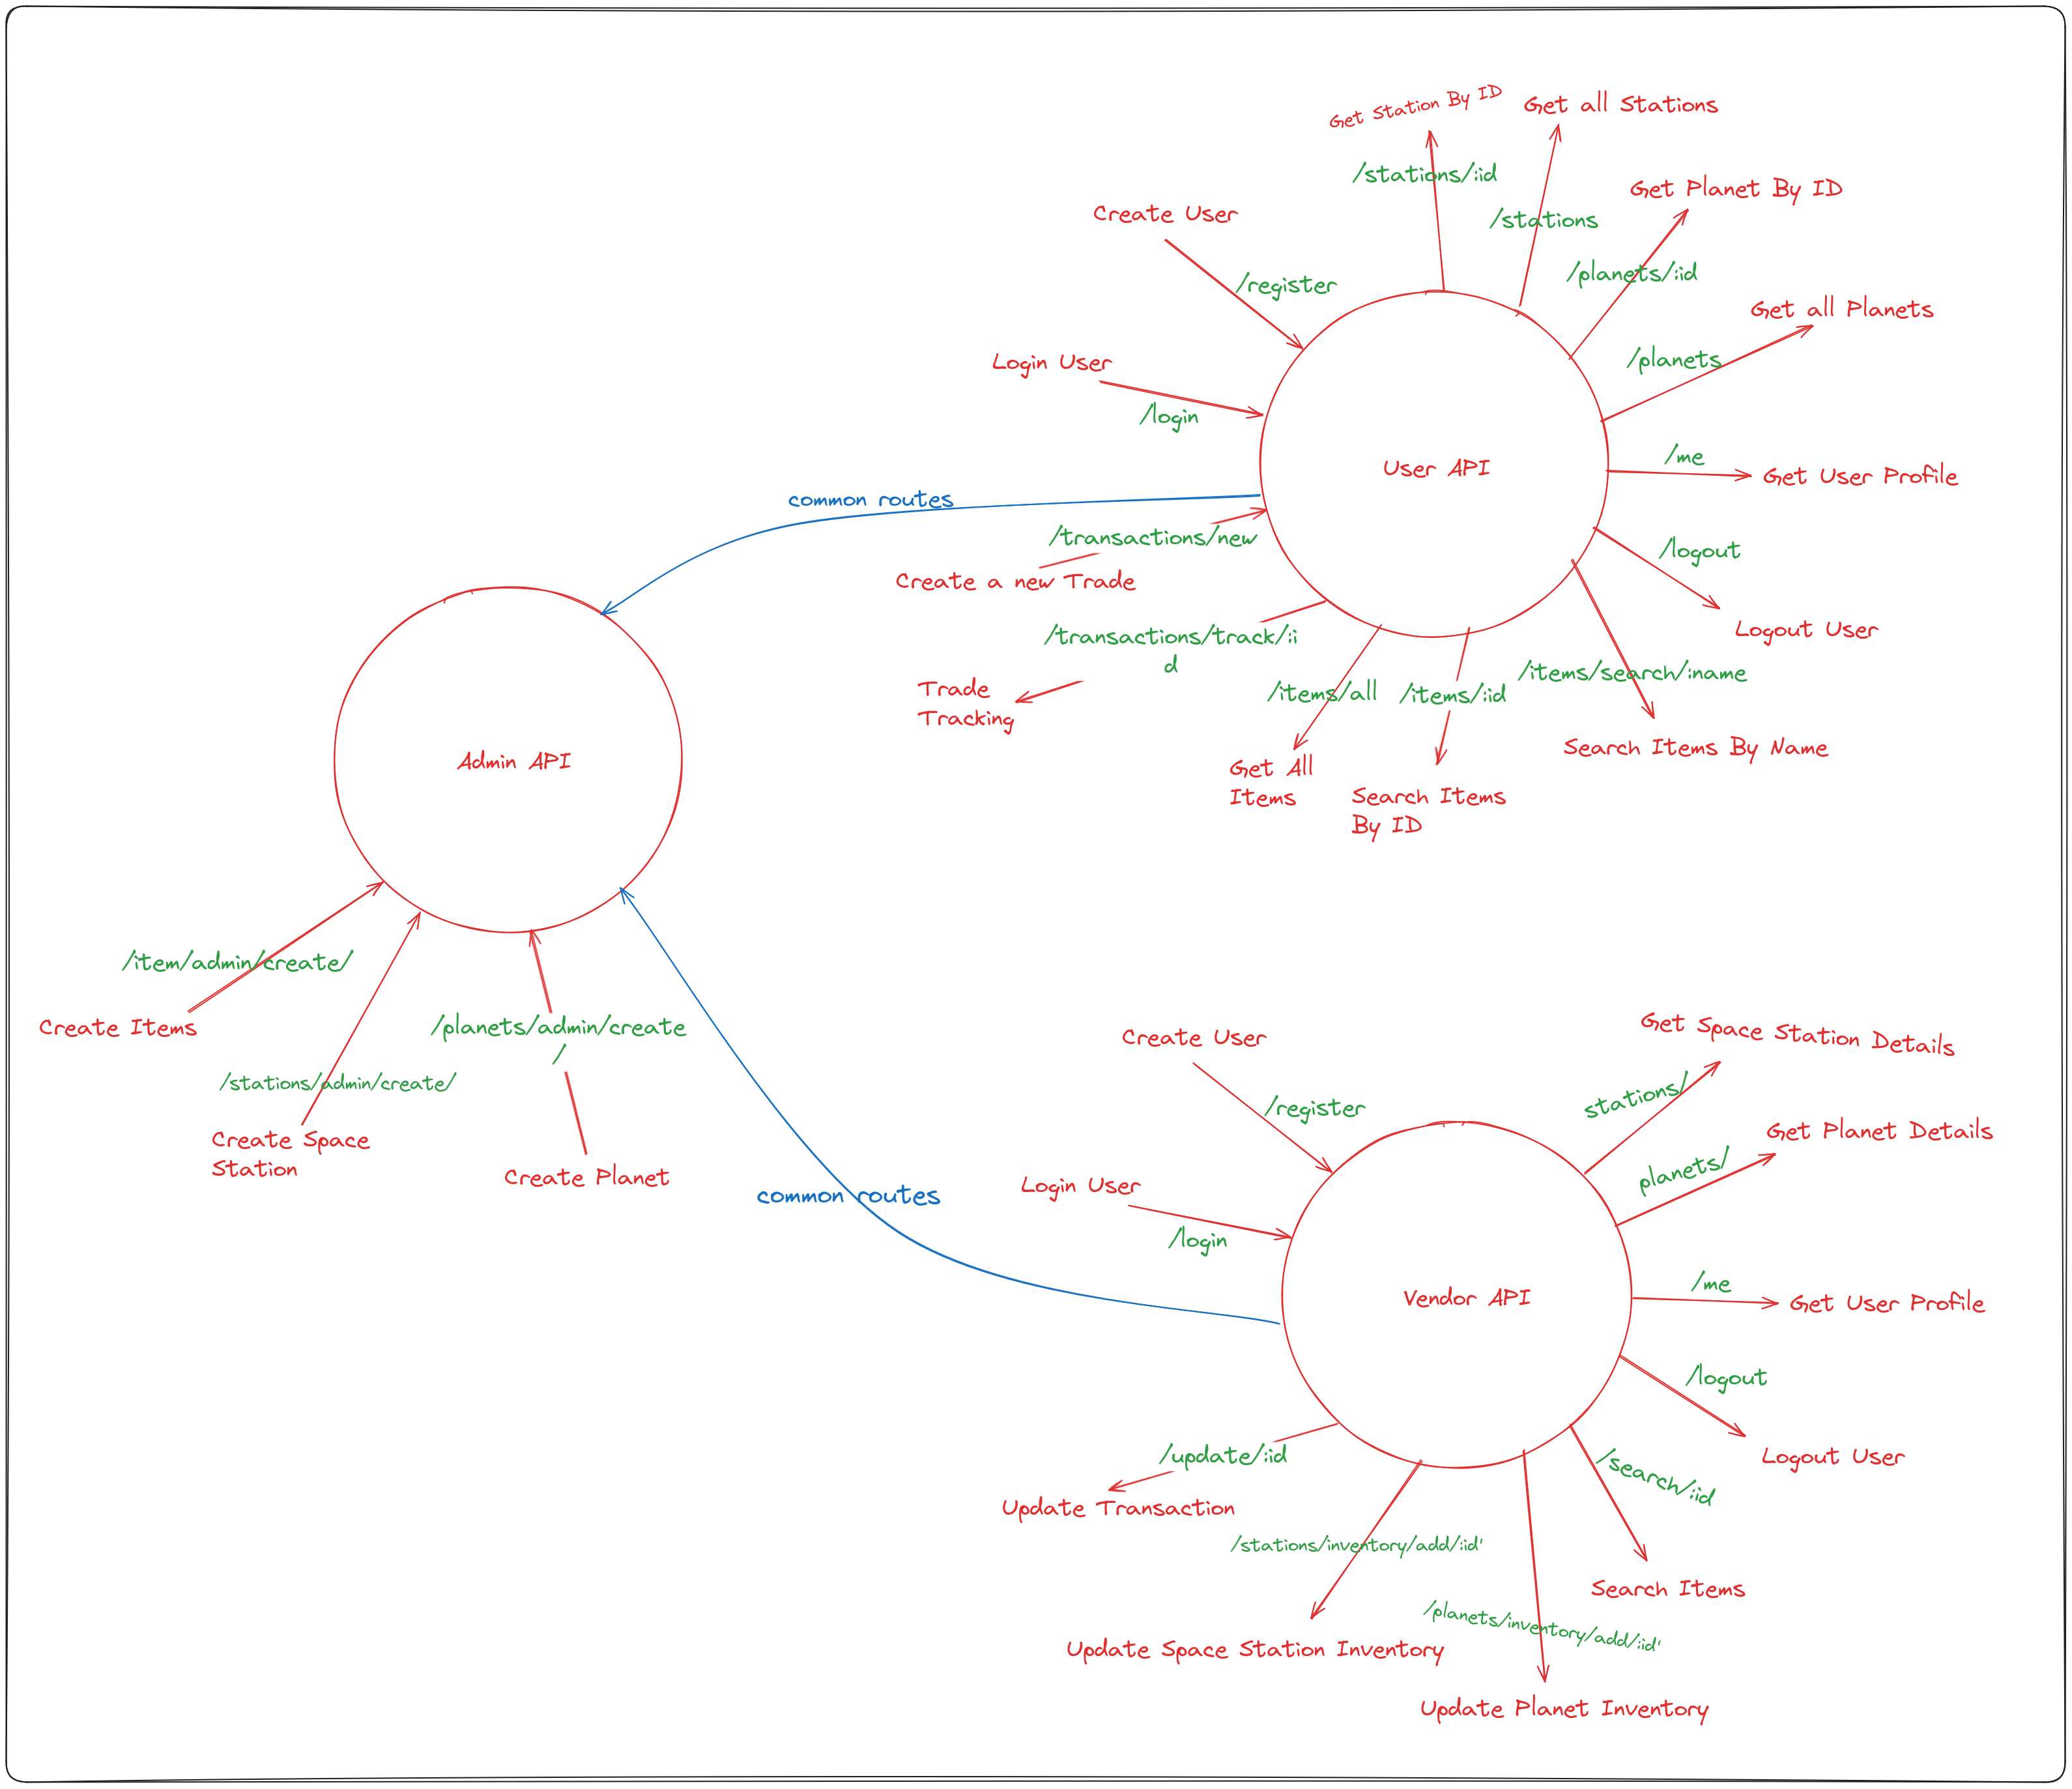 Get Station By ID
Get all Stations
/stations/:id
Get Planet By ID
Create User
/stations
/planets/:id
/register
Get all Planets
Login User
/planets
/login
/me
User API
Get User Profile
common routes
/transactions/new
/logout
Create a new Trade
Logout User
/transactions/track/:i
d
/items/search/:name
Trade
Tracking
/items/all
/items/:id
Search Items By Name
Get All
Items
Search Items
By ID
Admin API
/item/admin/create/
Create Items
/planets/admin/create
/
/stations/admin/create/
Create Space
Station
Create Planet
common routes
Create User
Get Space Station Details
/register
stations/
Get Planet Details
planets/
Login User
/login
/me
Vendor API
Get User Profile
/logout
/update/:id
Logout User
/search/:id
Update Transaction
/stations/inventory/add/:id'
Search Items
/planets/inventory/add/:id'
Update Space Station Inventory
Update Planet Inventory